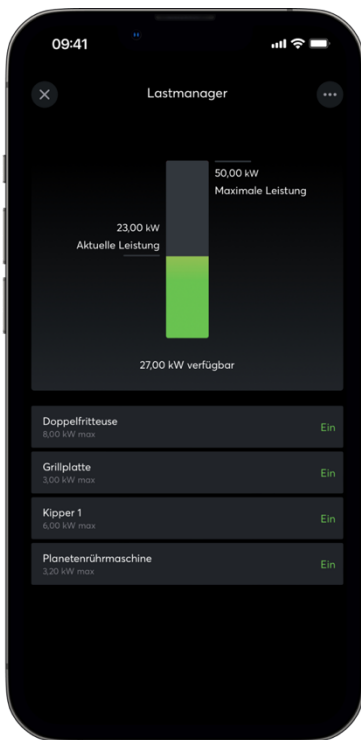 09:41
Lastmanager
50,00 kW
Maximale Leistung
23,00 kW
Aktuelle Leistung
27,00 kW verfügbar
Doppelfritteuse
8,00 kW max
Ein
Grillplatte
3,00 kW max
Ein
Kipper 1
6,00 kW max
Ein
Planetenrührmaschine
3,20 kW max
Ein